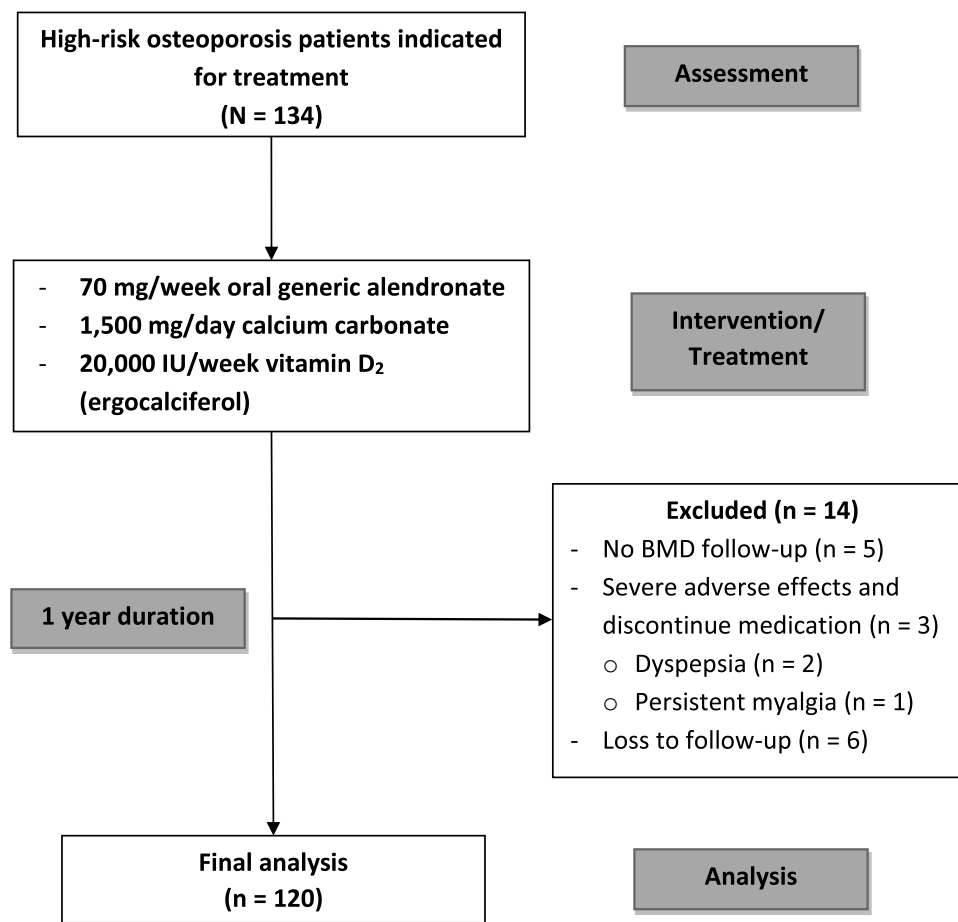 High-risk osteoporosis patients indicated
for treatment
(N = 134)
Assessment
- 70 mg/week oral generic alendronate
- 1,500 mg/day calcium carbonate
- 20,000 IU/week vitamin D₂
(ergocalciferol)
Intervention/
Treatment
Excluded (n = 14)
- No BMD follow-up (n = 5)
- Severe adverse effects and
discontinue medication (n = 3)
o Dyspepsia (n = 2)
o Persistent myalgia (n = 1)
- Loss to follow-up (n = 6)
1 year duration
Final analysis
(n = 120)
Analysis